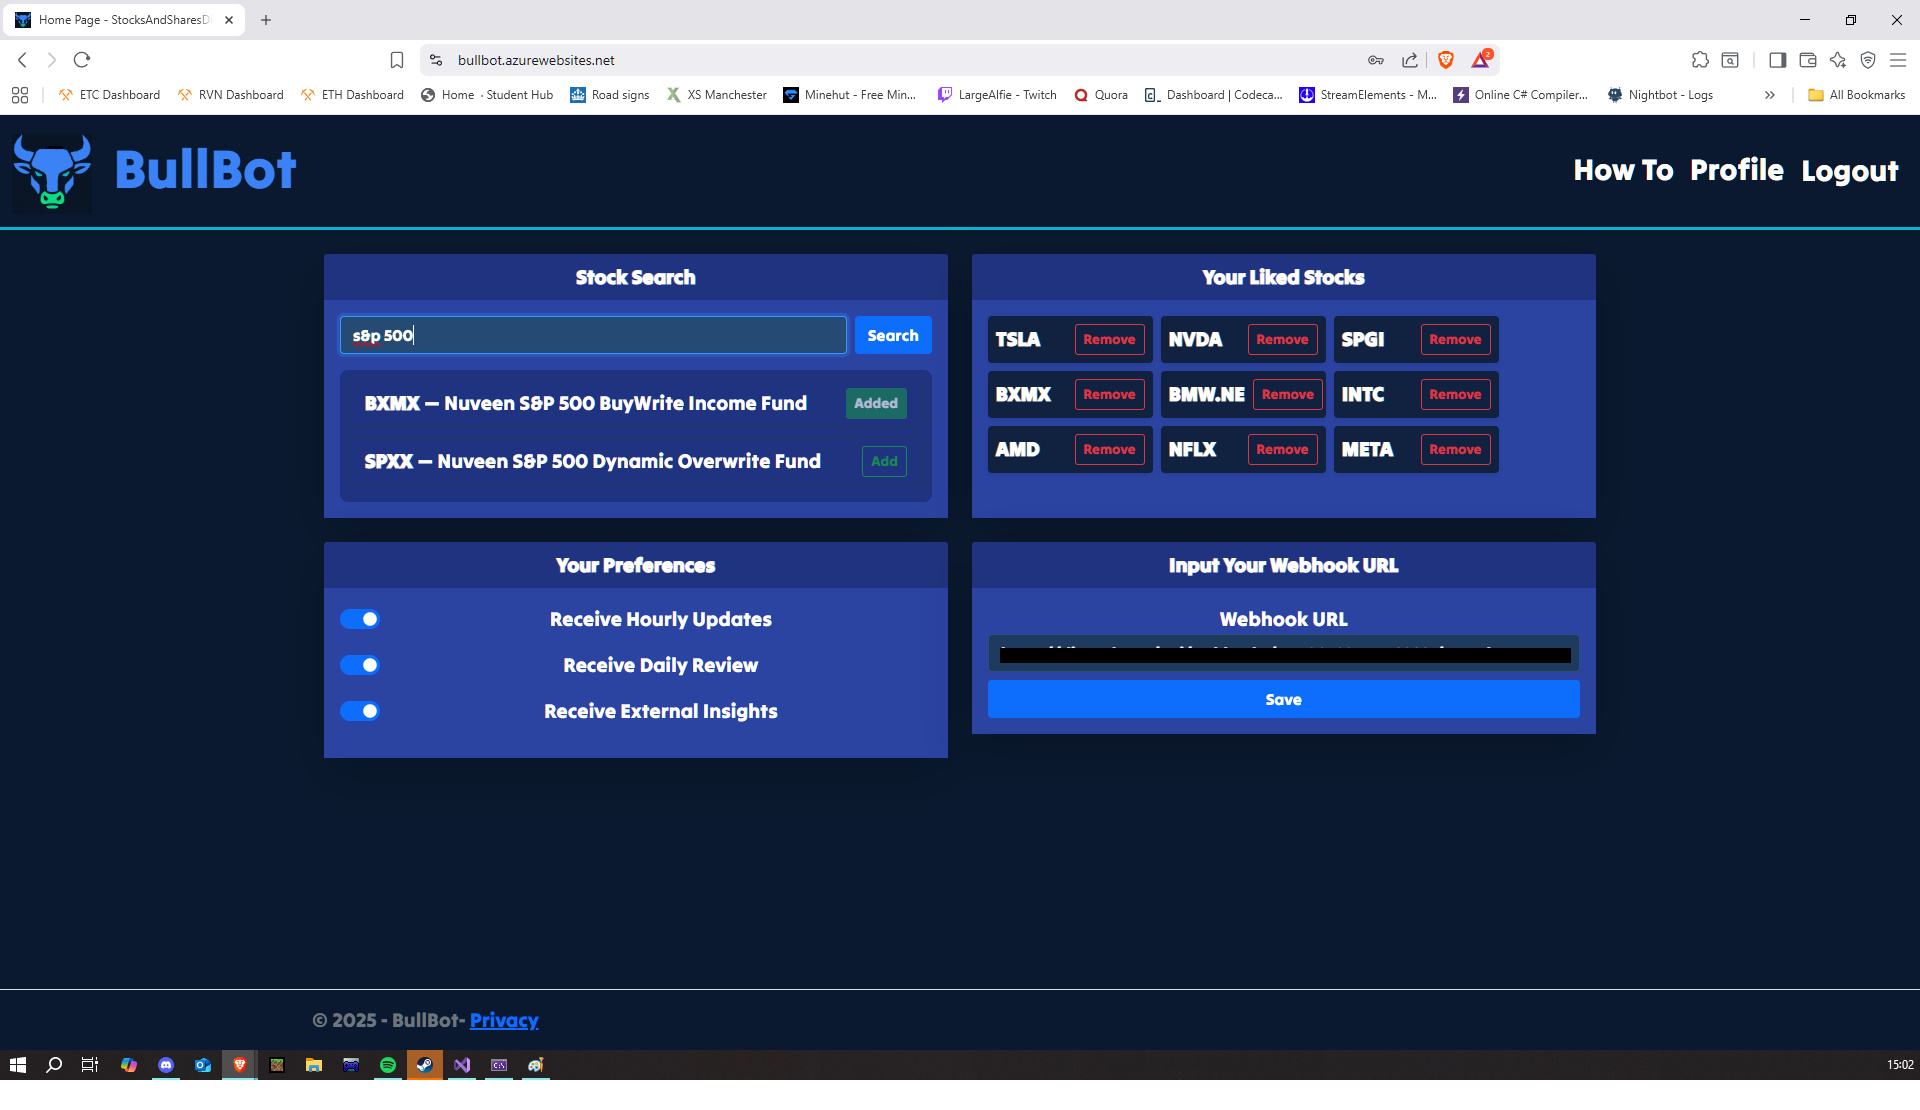 Home Page - StocksAndSharesD
bullbot.azurewebsites.net
2
ETC Dashboard
RVN Dashboard
ETH Dashboard
Home · Student Hub
Road signs
XS Manchester
Minehut - Free Min...
LargeAlfie - Twitch
Quora
Dashboard | Codeca...
StreamElements - M...
Online C# Compiler...
Nightbot - Logs
All Bookmarks
BullBot
How To Profile Logout
Stock Search
s&p 500
Search
BXMX — Nuveen S&P 500 BuyWrite Income Fund
Added
SPXX — Nuveen S&P 500 Dynamic Overwrite Fund
Add
Your Liked Stocks
TSLA Remove NVDA Remove SPGI Remove
BXMX Remove BMW.NE Remove INTC Remove
AMD Remove NFLX Remove META Remove
Your Preferences
Receive Hourly Updates
Receive Daily Review
Receive External Insights
Input Your Webhook URL
Webhook URL
Save
© 2025 - BullBot- Privacy
15:02